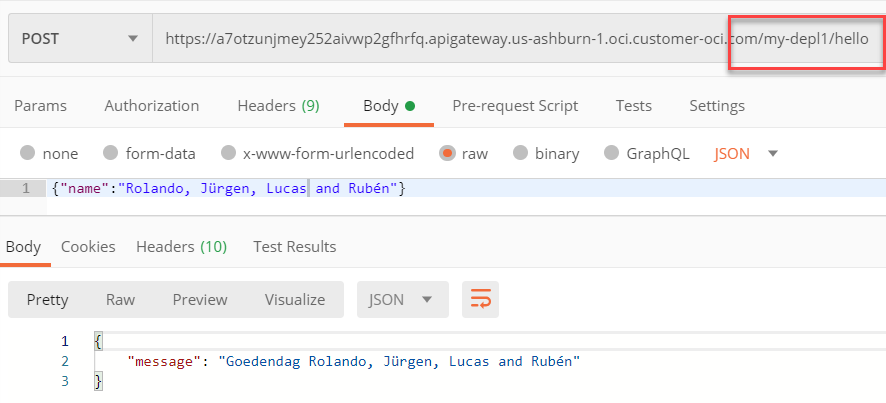 POST https://a7otzunjmey252aivwp2gfhrfq.apigateway.us-ashburn-1.oci.customer-oci.com/my-depl1/hello
Params Authorization Headers (9) Body Pre-request Script Tests Settings
none form-data x-www-form-urlencoded raw binary GraphQL JSON
1 {"name":"Rolando, Jürgen, Lucas and Rubén"}
Body Cookies Headers (10) Test Results
Pretty Raw Preview Visualize JSON
1 {
2 "message": "Goedendag Rolando, Jürgen, Lucas and Rubén"
3 }